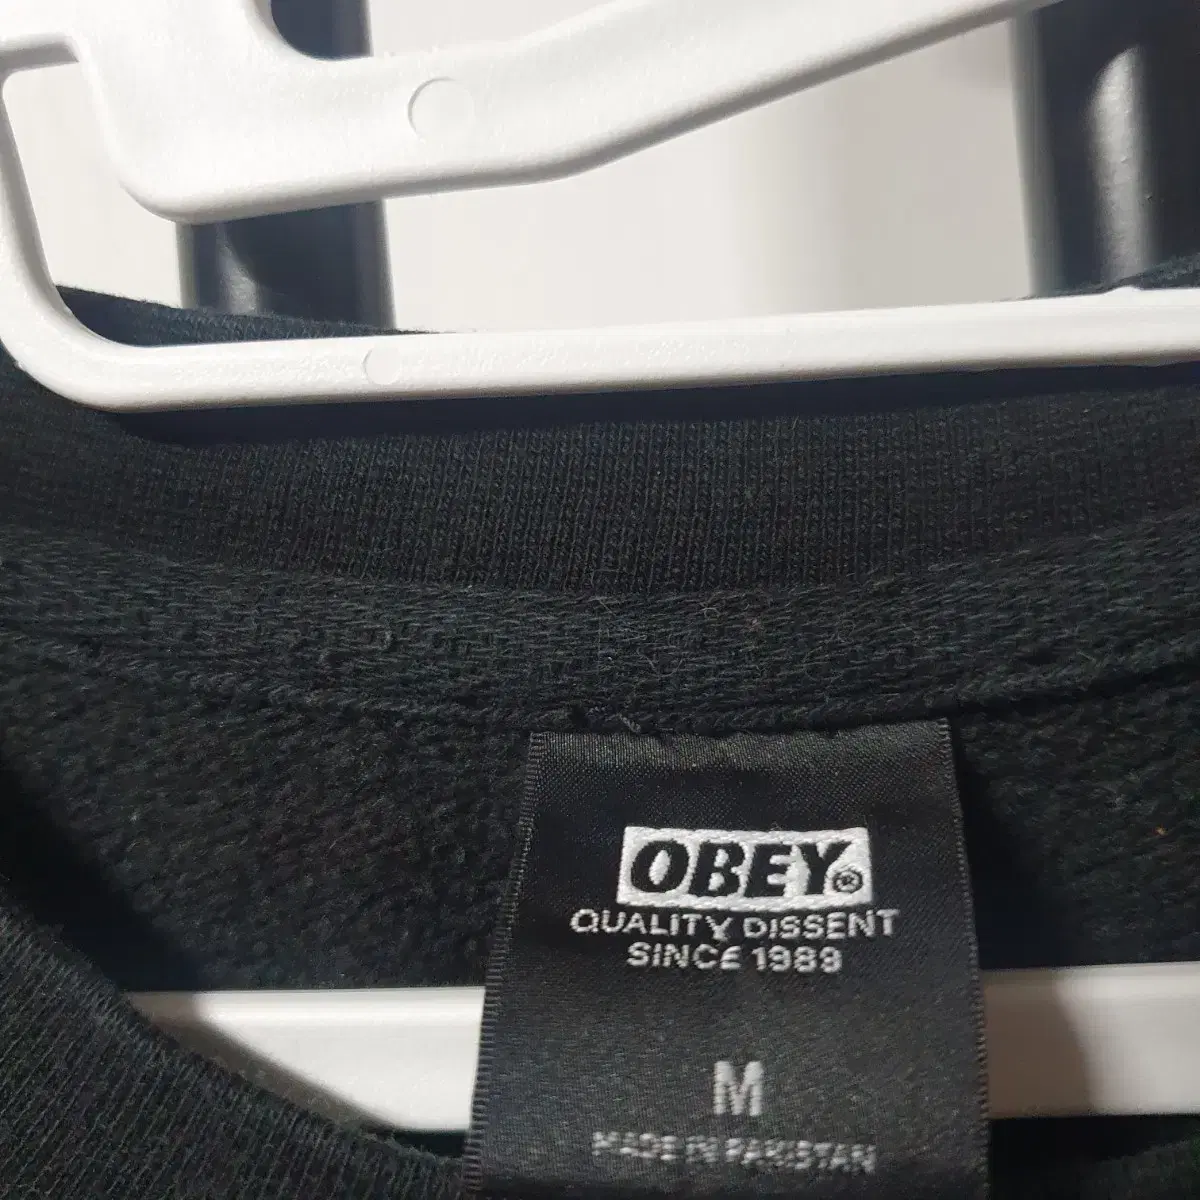 OBEY®
QUALITY DISSENT
SINCE 1989
M
MADE IN PAKISTAN